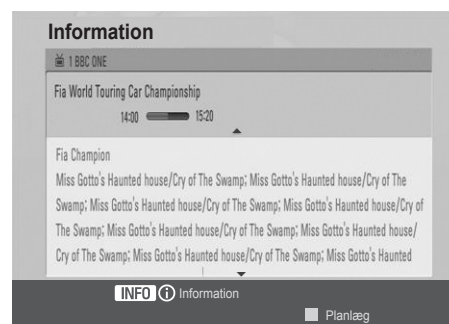 Information
1 BBC ONE
Fia World Touring Car Championship
14:00 15:20
Fia Champion
Miss Gotto's Haunted house/Cry of The Swamp; Miss Gotto's Haunted house/Cry of The
Swamp; Miss Gotto's Haunted house/Cry of The Swamp; Miss Gotto's Haunted house/Cry of
The Swamp; Miss Gotto's Haunted house/Cry of The Swamp; Miss Gotto's Haunted house/
Cry of The Swamp; Miss Gotto's Haunted house/Cry of The Swamp; Miss Gotto's Haunted
INFO i Information
Planlæg